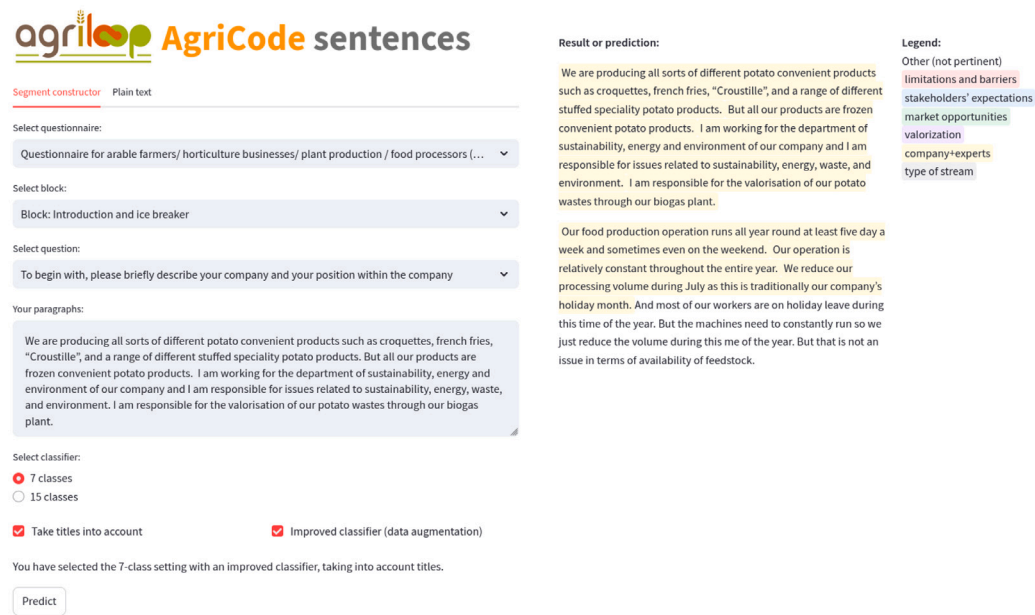 agriloop AgriCode sentences
Segment constructor Plain text
Select questionnaire:
Questionnaire for arable farmers/ horticulture businesses/ plant production / food processors (...
Select block:
Block: Introduction and ice breaker
Select question:
To begin with, please briefly describe your company and your position within the company
Your paragraphs:
We are producing all sorts of different potato convenient products such as croquettes, french fries,
“Croustille”, and a range of different stuffed speciality potato products. But all our products are
frozen convenient potato products. I am working for the department of sustainability, energy and
environment of our company and I am responsible for issues related to sustainability, energy, waste,
and environment. I am responsible for the valorisation of our potato wastes through our biogas
plant.
Select classifier:
7 classes
15 classes
Take titles into account Improved classifier (data augmentation)
You have selected the 7-class setting with an improved classifier, taking into account titles.
Predict
Result or prediction:
We are producing all sorts of different potato convenient products
such as croquettes, french fries, “Croustille”, and a range of different
stuffed speciality potato products. But all our products are frozen
convenient potato products. I am working for the department of
sustainability, energy and environment of our company and I am
responsible for issues related to sustainability, energy, waste, and
environment. I am responsible for the valorisation of our potato
wastes through our biogas plant.
Our food production operation runs all year round at least five day a
week and sometimes even on the weekend. Our operation is
relatively constant throughout the entire year. We reduce our
processing volume during July as this is traditionally our company’s
holiday month. And most of our workers are on holiday leave during
this time of the year. But the machines need to constantly run so we
just reduce the volume during this me of the year. But that is not an
issue in terms of availability of feedstock.
Legend:
Other (not pertinent)
limitations and barriers
stakeholders’ expectations
market opportunities
valorization
company+experts
type of stream